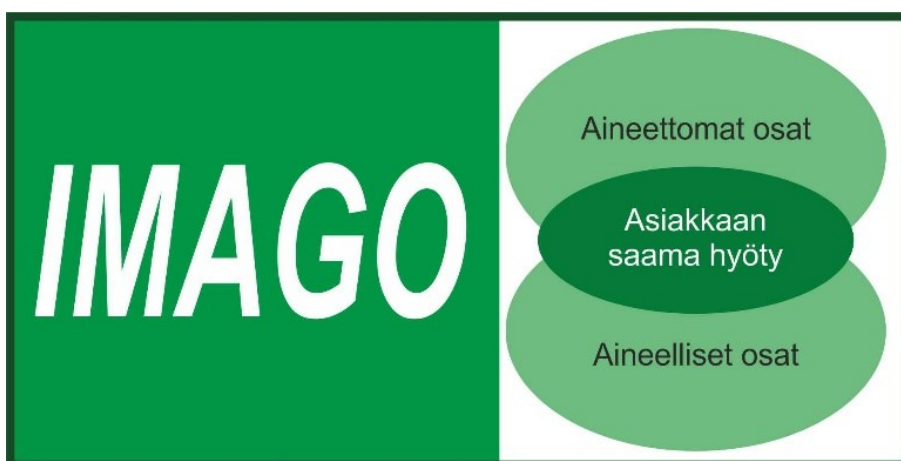 IMAGO
Aineettomat osat
Asiakkaan
saama hyöty
Aineelliset osat